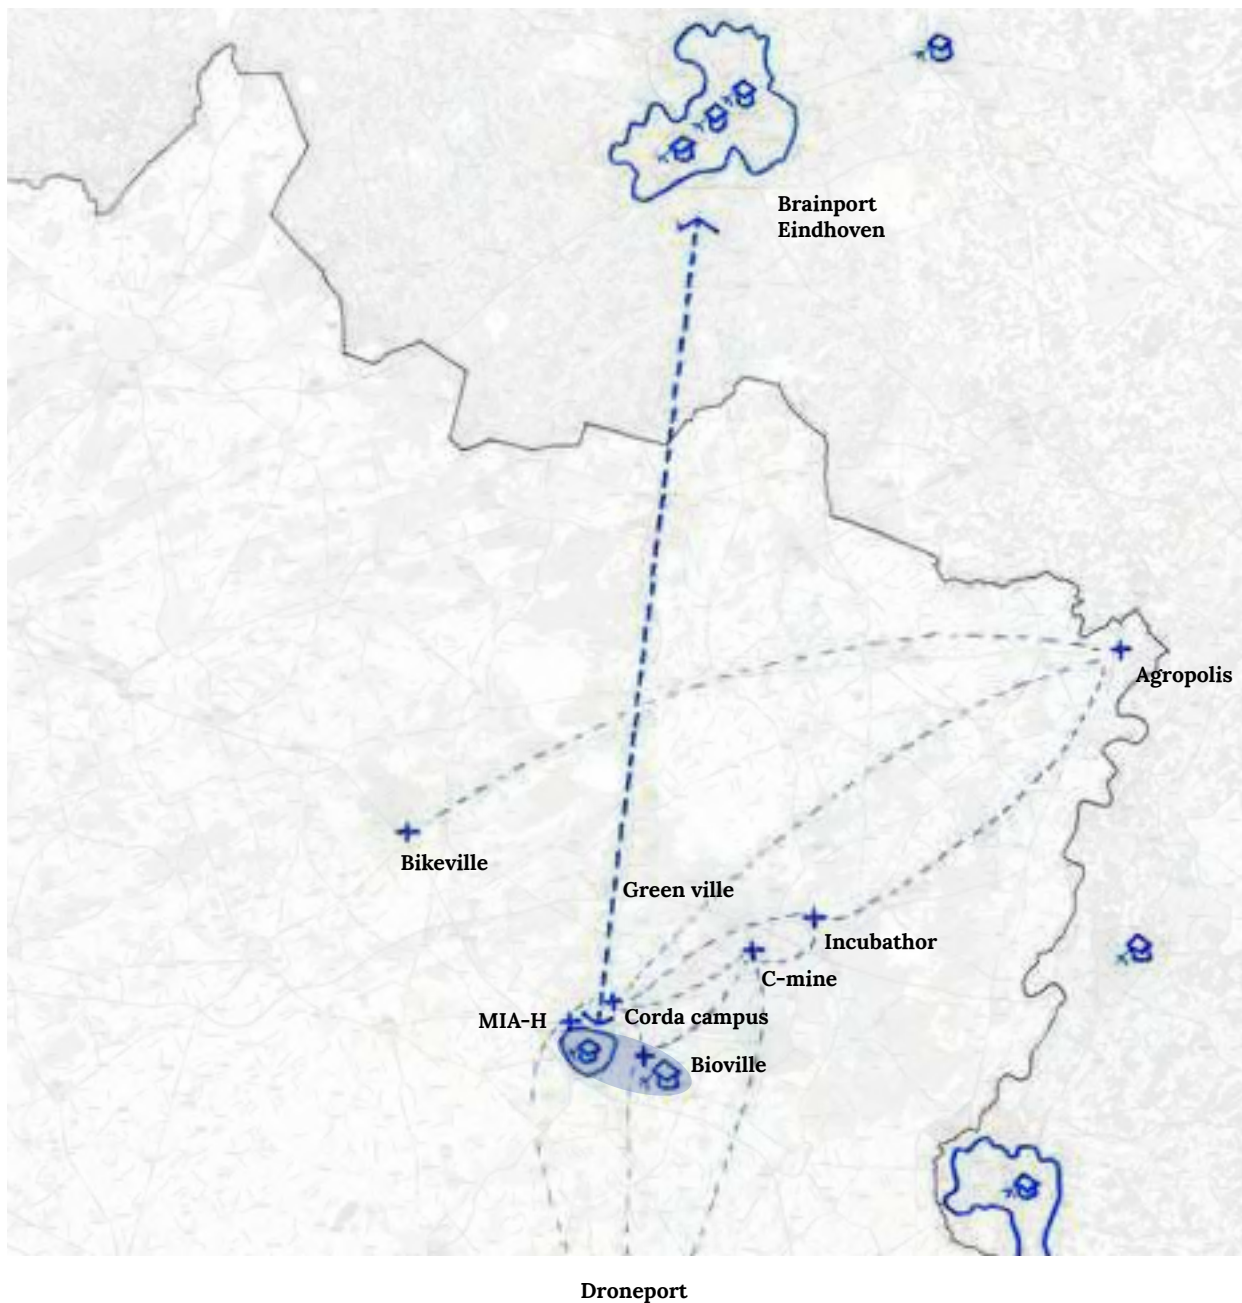 Brainport
Eindhoven
Agropolis
Bikeville
Green ville
Incubathor
C-mine
MIA-H
Corda campus
Bioville
Droneport